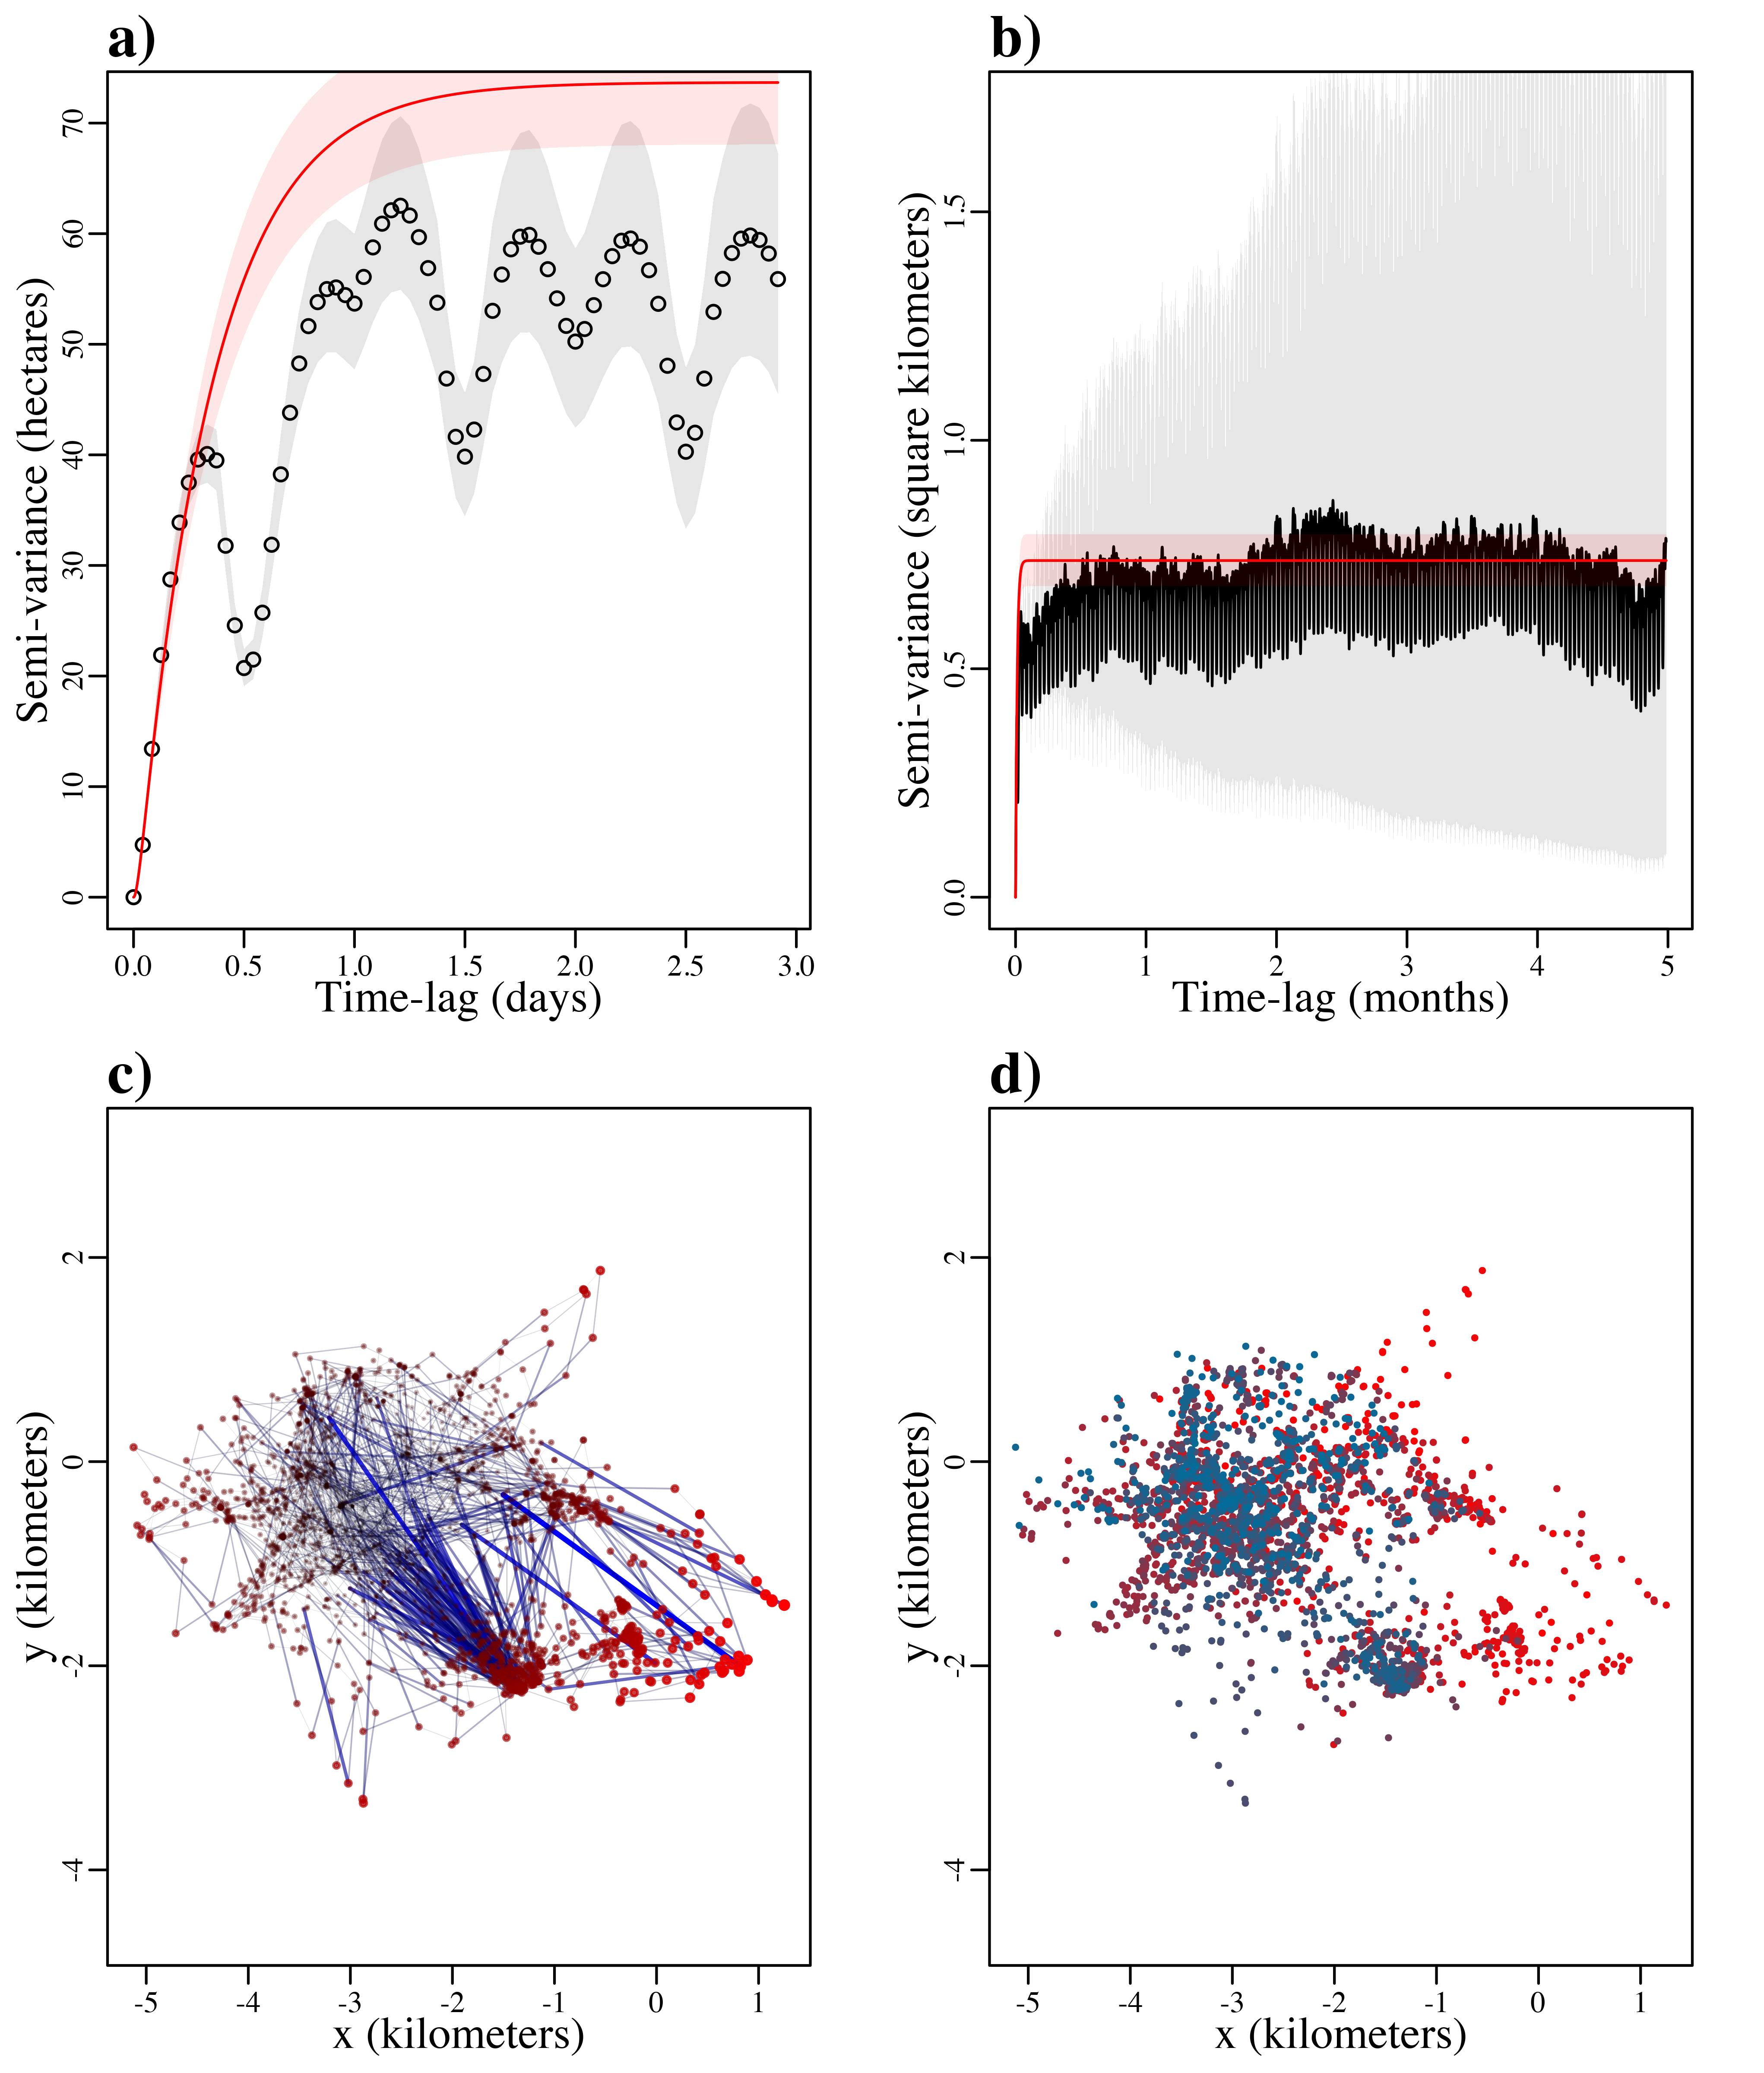 a)
Semi-variance (hectares)
0 10 20 30 40 50 60 70
0.0 0.5 1.0 1.5 2.0 2.5 3.0
Time-lag (days)
b)
Semi-variance (square kilometers)
0.0 0.5 1.0 1.5
0 1 2 3 4 5
Time-lag (months)
c)
y (kilometers)
-4 -2 0 2
-5 -4 -3 -2 -1 0 1
x (kilometers)
d)
y (kilometers)
-4 -2 0 2
-5 -4 -3 -2 -1 0 1
x (kilometers)